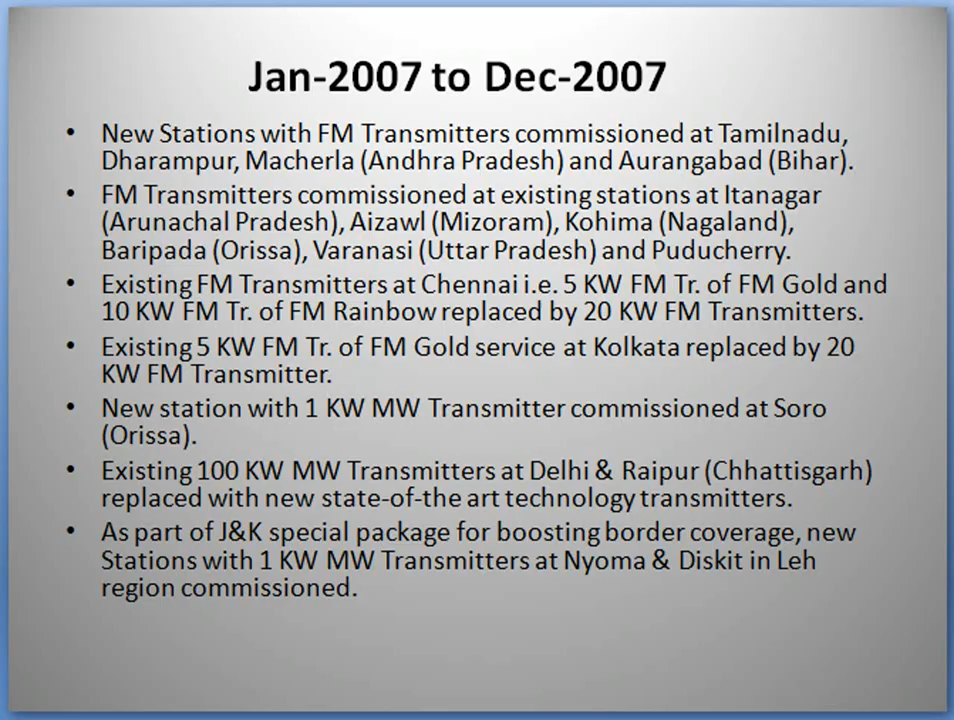 Jan-2007 to Dec-2007
• New Stations with FM Transmitters commissioned at Tamilnadu,
Dharampur, Macherla (Andhra Pradesh) and Aurangabad (Bihar).
• FM Transmitters commissioned at existing stations at Itanagar
(Arunachal Pradesh), Aizawl (Mizoram), Kohima (Nagaland),
Baripada (Orissa), Varanasi (Uttar Pradesh) and Puducherry.
• Existing FM Transmitters at Chennai i.e. 5 KW FM Tr. of FM Gold and
10 KW FM Tr. of FM Rainbow replaced by 20 KW FM Transmitters.
• Existing 5 KW FM Tr. of FM Gold service at Kolkata replaced by 20
KW FM Transmitter.
• New station with 1 KW MW Transmitter commissioned at Soro
(Orissa).
• Existing 100 KW MW Transmitters at Delhi & Raipur (Chhattisgarh)
replaced with new state-of-the art technology transmitters.
• As part of J&K special package for boosting border coverage, new
Stations with 1 KW MW Transmitters at Nyoma & Diskit in Leh
region commissioned.